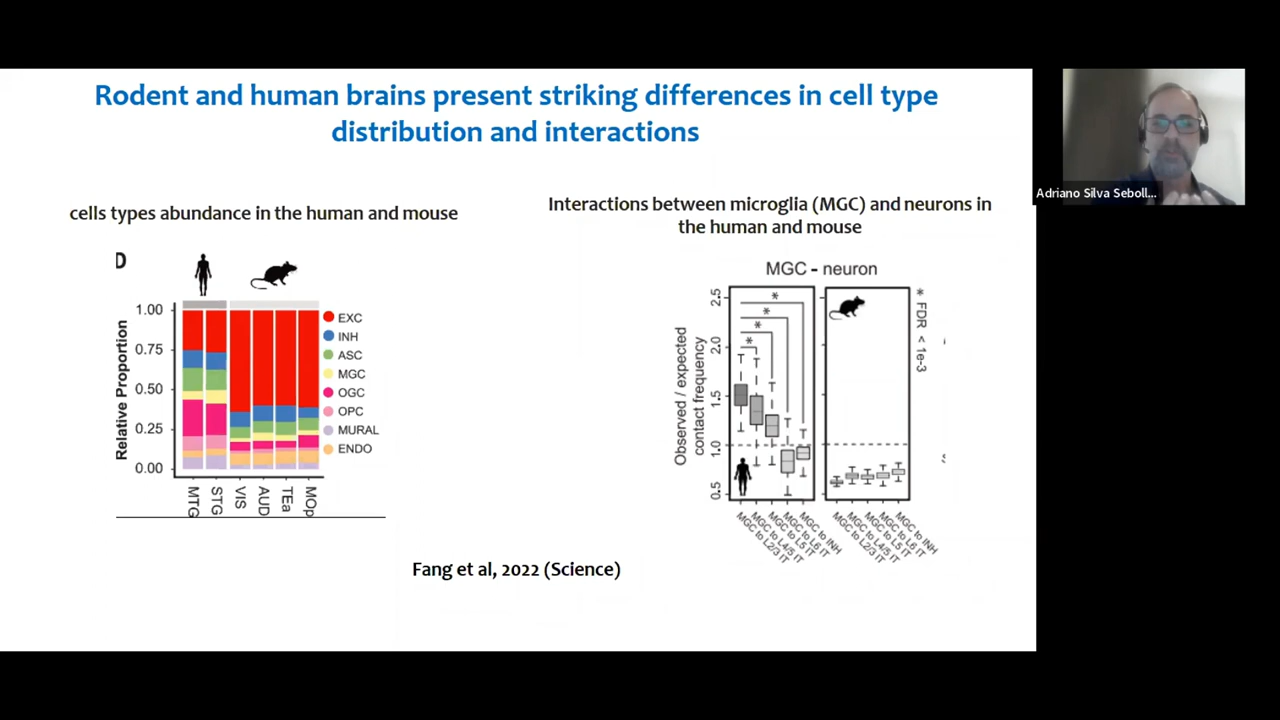 Rodent and human brains present striking differences in cell type
distribution and interactions
Adriano Silva Seboll...
cells types abundance in the human and mouse
D
Relative Proportion
1.00
0.75
0.50
0.25
0.00
EXC
INH
ASC
MGC
OGC
OPC
MURAL
ENDO
MTG
STG
VIS
AUD
TEa
MOp
Interactions between microglia (MGC) and neurons in
the human and mouse
MGC – neuron
Observed / expected
contact frequency
2.5
2.0
1.5
1.0
0.5
*
*
*
*
* FDR < 1e-3
MGC to L2/3 IT
MGC to L4/5 IT
MGC to L5 IT
MGC to L6 IT
MGC to INH
MGC to L2/3 IT
MGC to L4/5 IT
MGC to L5 IT
MGC to L6 IT
MGC to INH
Fang et al, 2022 (Science)